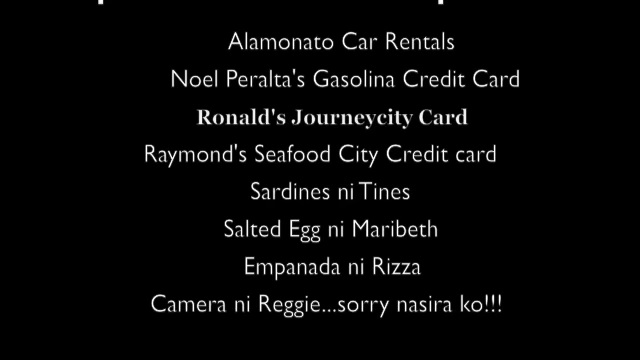 Alamonato Car Rentals
Noel Peralta's Gasolina Credit Card
Ronald's Journeycity Card
Raymond's Seafood City Credit card
Sardines ni Tines
Salted Egg ni Maribeth
Empanada ni Rizza
Camera ni Reggie...sorry nasira ko!!!